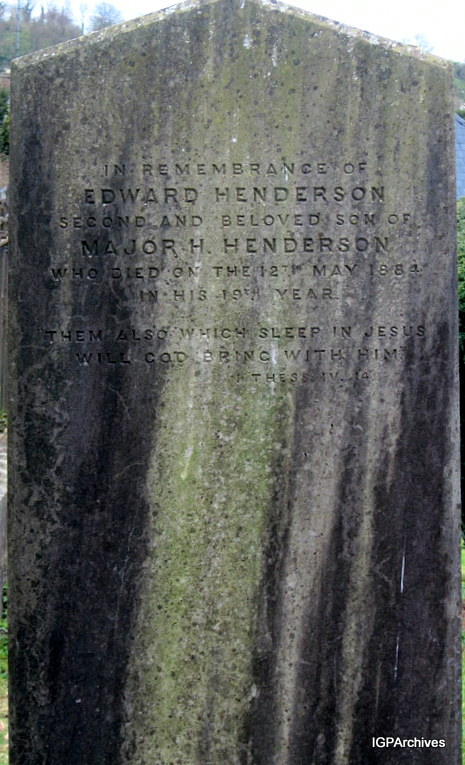 IN REMEMBRANCE OF
EDWARD HENDERSON
SECOND AND BELOVED SON OF
MAJOR H. HENDERSON
WHO DIED ON THE 12TH MAY 1884
IN HIS 19TH YEAR.
"THEM ALSO WHICH SLEEP IN JESUS
WILL GOD BRING WITH HIM"
I THESS. IV. 14
IGPArchives